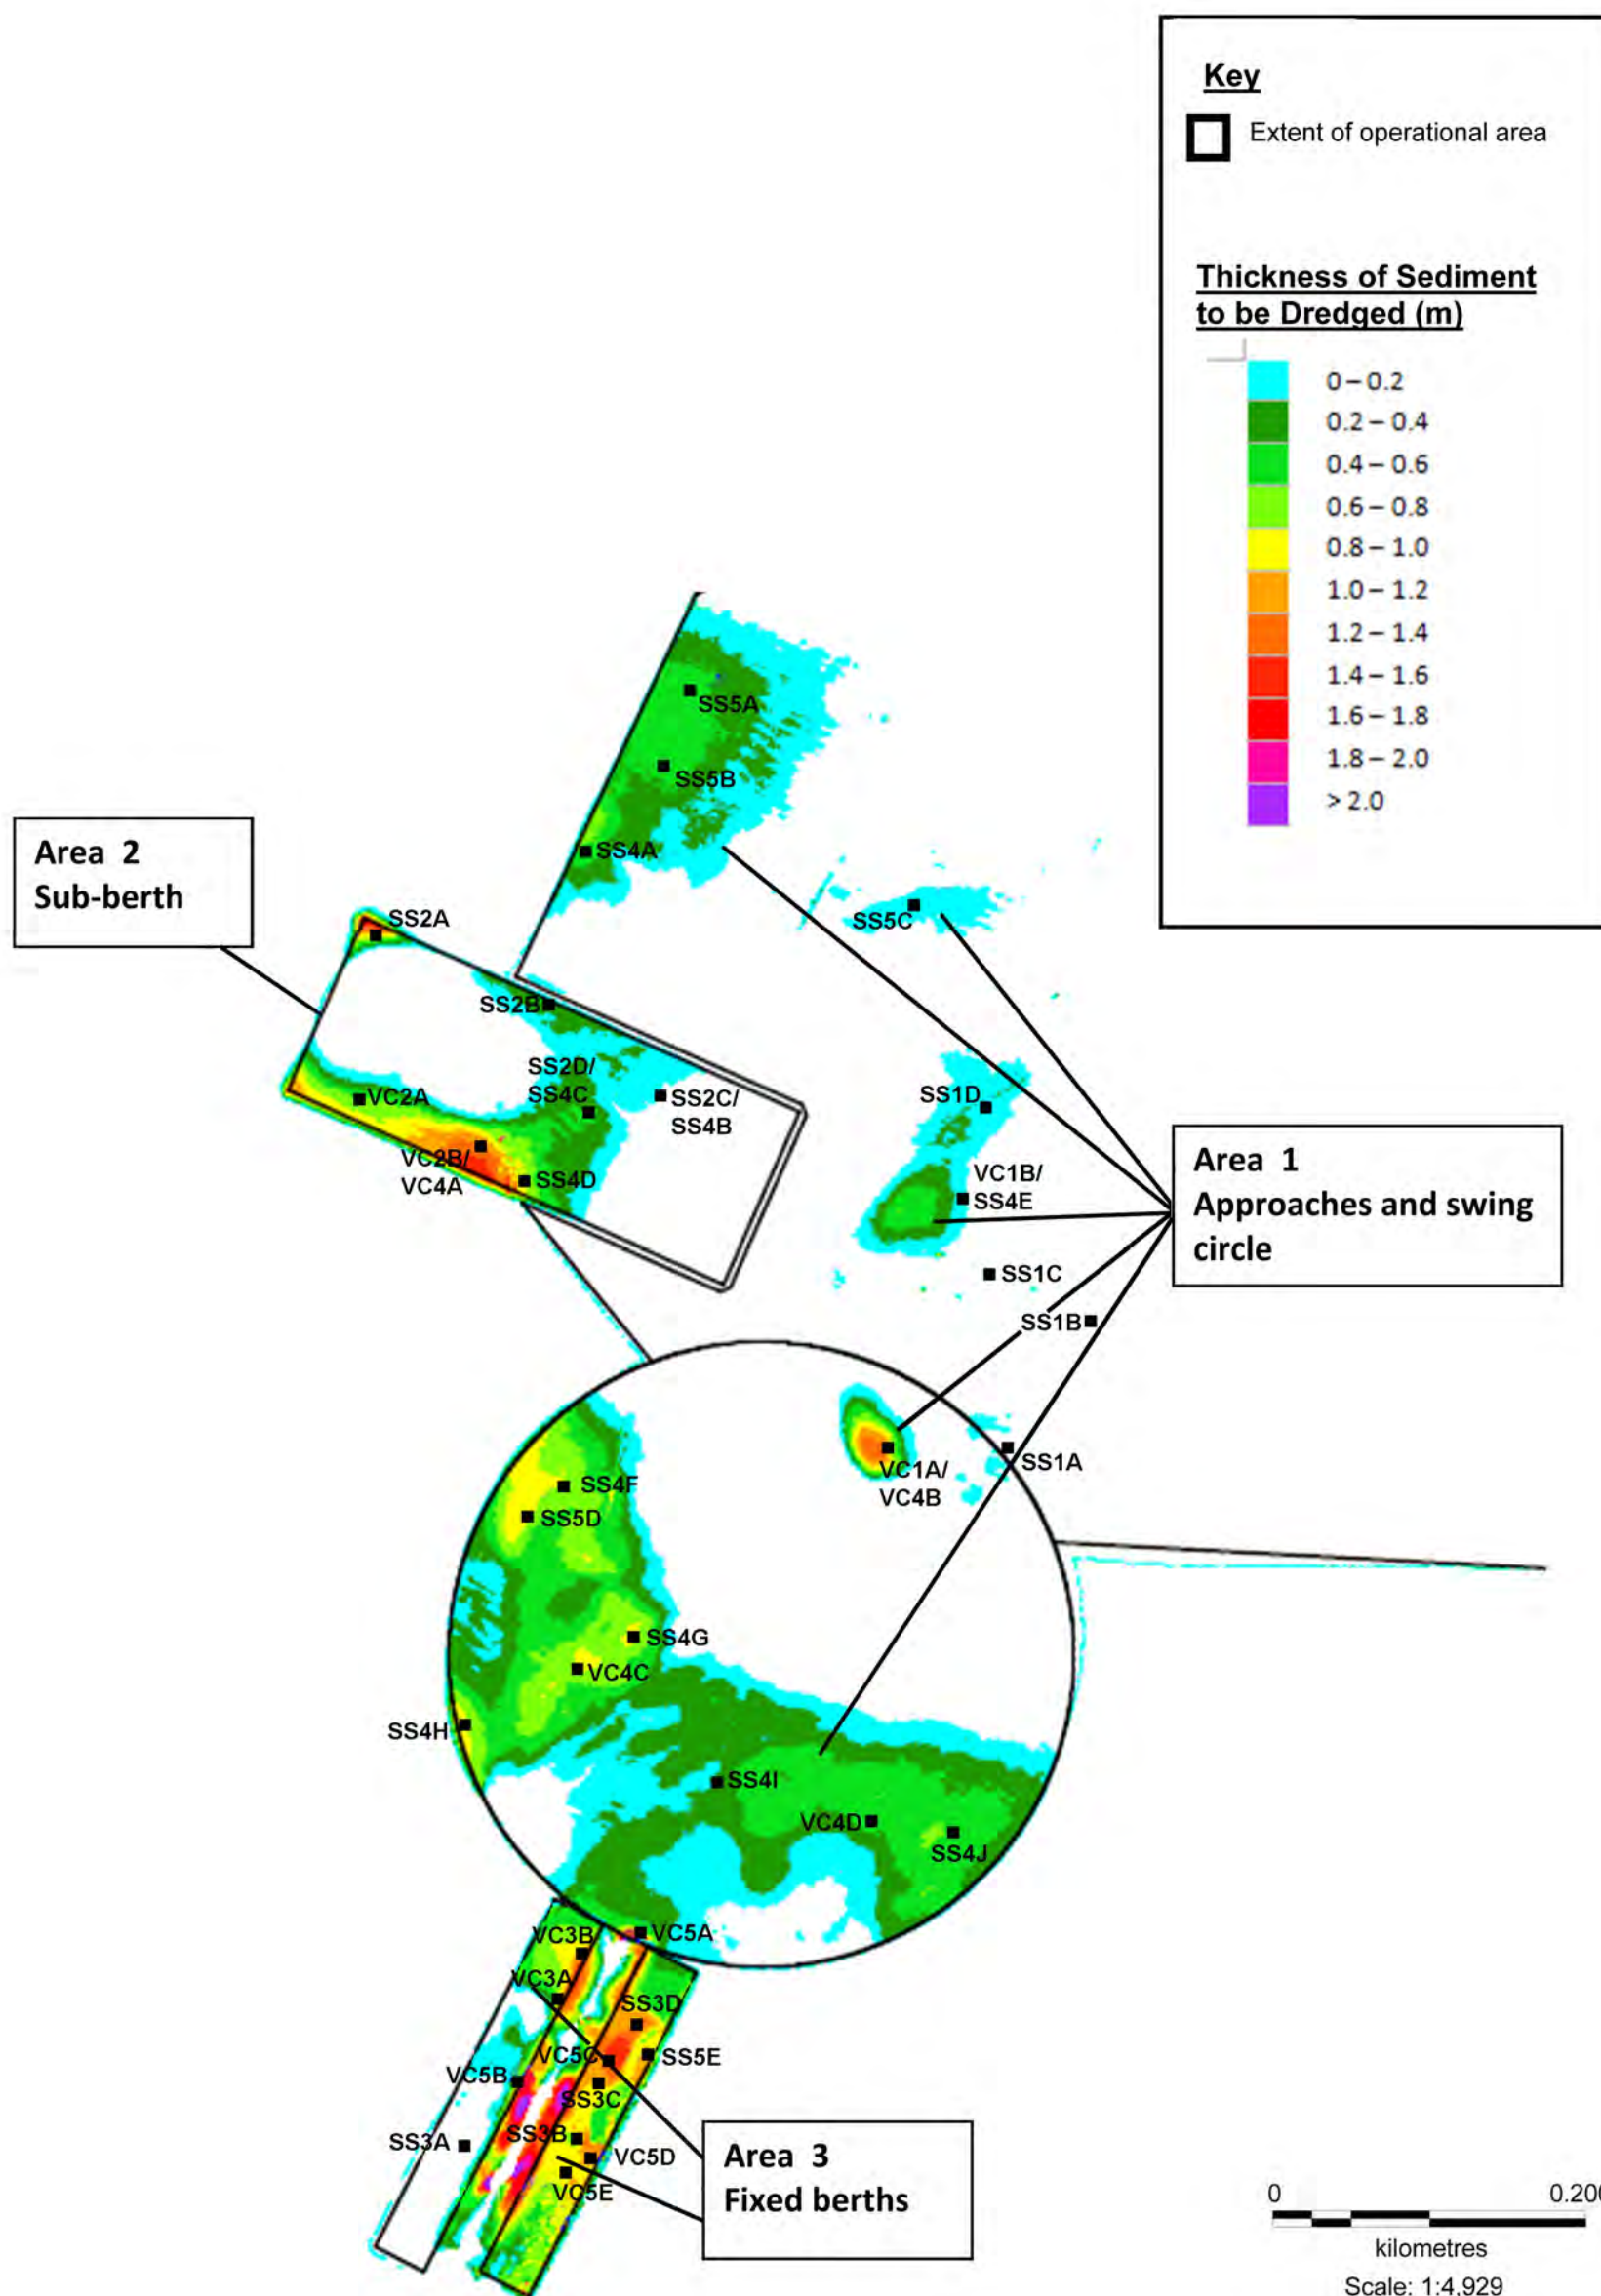 Key
Extent of operational area
Thickness of Sediment
to be Dredged (m)
0 – 0.2
0.2 – 0.4
0.4 – 0.6
0.6 – 0.8
0.8 – 1.0
1.0 – 1.2
1.2 – 1.4
1.4 – 1.6
1.6 – 1.8
1.8 – 2.0
> 2.0
SS5A
SS5B
SS4A
Area 2
Sub-berth
SS2A
SS5C
SS2B
SS2D/
SS4C
SS2C/
SS4B
VC2A
VC2B/
VC4A
SS4D
SS1D
VC1B/
SS4E
Area 1
Approaches and swing
circle
SS1C
SS1B
SS1A
VC1A/
VC4B
SS4F
SS5D
SS4G
VC4C
SS4H
SS4I
VC4D
SS4J
VC3B
VC5A
VC3A
SS3D
VC5C
SS5E
VC5B
SS3C
SS3A
SS3B
VC5D
VC5E
Area 3
Fixed berths
0
0.200
kilometres
Scale: 1:4,929